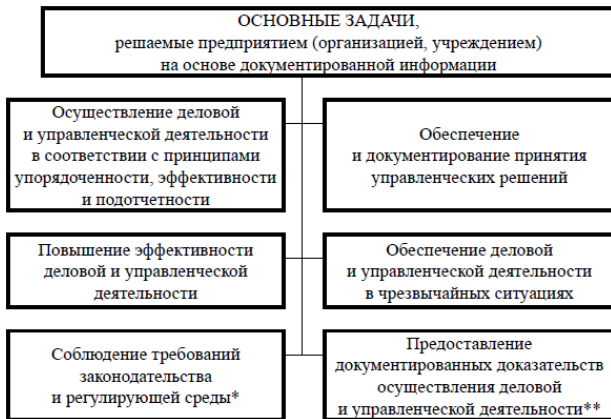 ОСНОВНЫЕ ЗАДАЧИ,
решаемые предприятием (организацией, учреждением)
на основе документированной информации
Осуществление деловой
и управленческой деятельности
в соответствии с принципами
упорядоченности, эффективности
и подотчетности
Обеспечение
и документирование принятия
управленческих решений
Повышение эффективности
деловой и управленческой
деятельности
Обеспечение деловой
и управленческой деятельности
в чрезвычайных ситуациях
Соблюдение требований
законодательства
и регулирующей среды*
Предоставление
документированных доказательств
осуществления деловой
и управленческой деятельности**